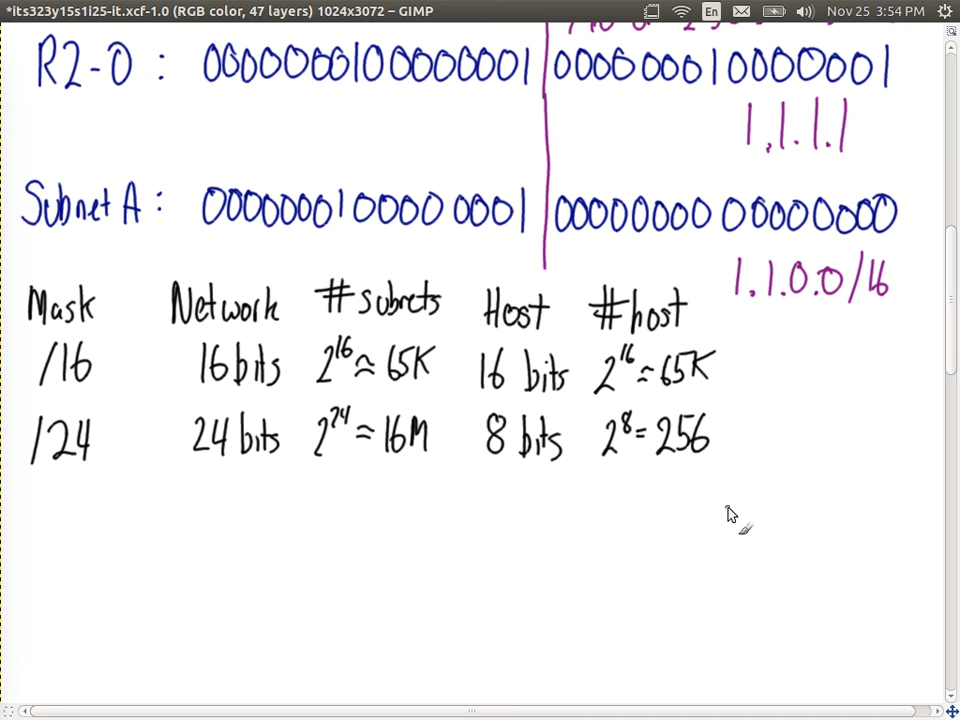 *its323y15s1i25-it.xcf-1.0 (RGB color, 47 layers) 1024x3072 – GIMP
En
Nov 25 3:54 PM
R2-0 : 0000000100000001 0000000100000001
1.1.1.1
Subnet A : 0000000100000001 0000000000000000
1.1.0.0/16
Mask Network #subnets Host #host
/16 16 bits 2^16 ≈ 65K 16 bits 2^16 ≈ 65K
/24 24 bits 2^24 ≈ 16M 8 bits 2^8 = 256